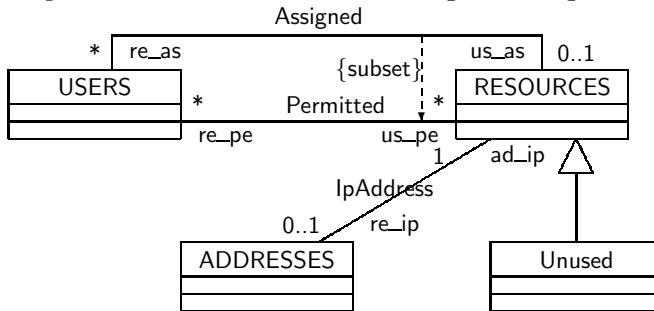 Assigned
* re_as us_as 0..1
{subset}
USERS RESOURCES
* Permitted *
re_pe us_pe
1 ad_ip
IpAddress
0..1 re_ip
ADDRESSES Unused